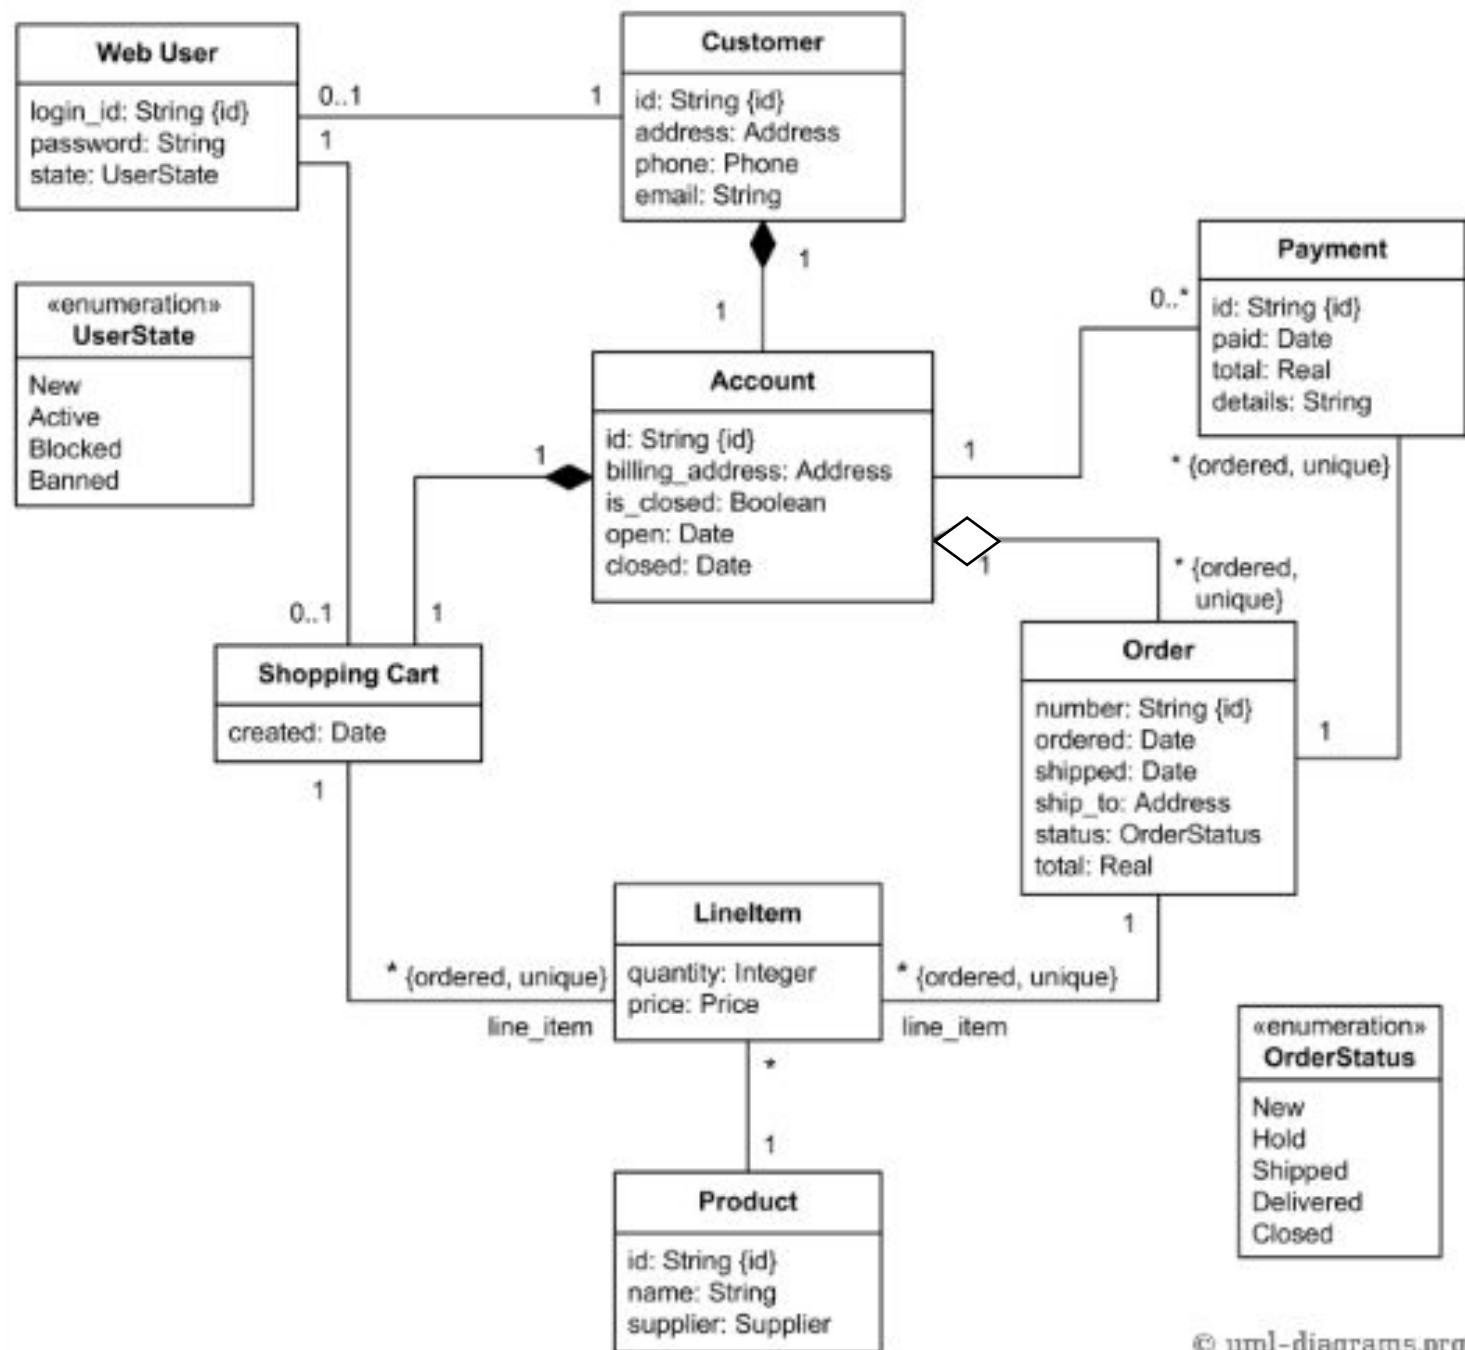 Web User
login_id: String {id}
password: String
state: UserState
0..1
1
1
Customer
id: String {id}
address: Address
phone: Phone
email: String
1
1
«enumeration»
UserState
New
Active
Blocked
Banned
Payment
id: String {id}
paid: Date
total: Real
details: String
0..*
1
* {ordered, unique}
Account
id: String {id}
billing_address: Address
is_closed: Boolean
open: Date
closed: Date
1
1
* {ordered,
unique}
0..1
1
Shopping Cart
created: Date
1
Order
number: String {id}
ordered: Date
shipped: Date
ship_to: Address
status: OrderStatus
total: Real
1
1
LineItem
quantity: Integer
price: Price
* {ordered, unique}
line_item
* {ordered, unique}
line_item
*
1
Product
id: String {id}
name: String
supplier: Supplier
«enumeration»
OrderStatus
New
Hold
Shipped
Delivered
Closed
© uml-diagrams.org